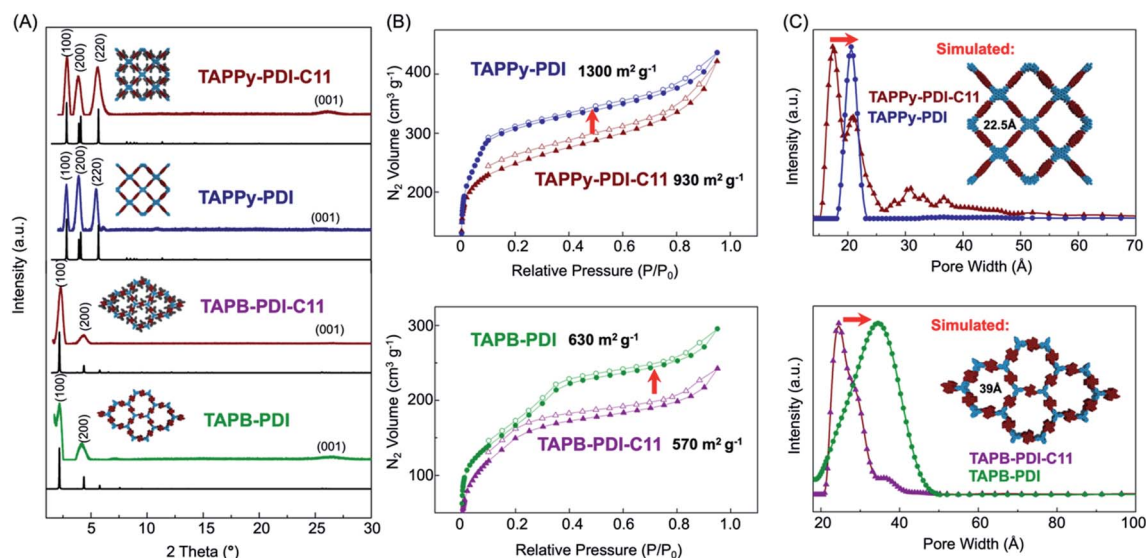 (A)
(100)
(200)
(220)
TAPPy-PDI-C11
(001)
(100)
(200)
(220)
TAPPy-PDI
(001)
(100)
TAPB-PDI-C11
(200)
(001)
(100)
TAPB-PDI
(200)
(001)
Intensity (a.u.)
5 10 15 20 25 30
2 Theta (°)
(B)
400
300
200
N₂ Volume (cm³ g⁻¹)
TAPPy-PDI 1300 m² g⁻¹
TAPPy-PDI-C11 930 m² g⁻¹
0 0.2 0.4 0.6 0.8 1.0
Relative Pressure (P/P₀)
300
200
100
0
N₂ Volume (cm³ g⁻¹)
TAPB-PDI 630 m² g⁻¹
TAPB-PDI-C11 570 m² g⁻¹
0 0.2 0.4 0.6 0.8 1.0
Relative Pressure (P/P₀)
(C)
Simulated:
TAPPy-PDI-C11
TAPPy-PDI
22.5Å
Intensity (a.u.)
20 30 40 50 60 70
Pore Width (Å)
Simulated:
39Å
TAPB-PDI-C11
TAPB-PDI
Intensity (a.u.)
20 40 60 80 100
Pore Width (Å)